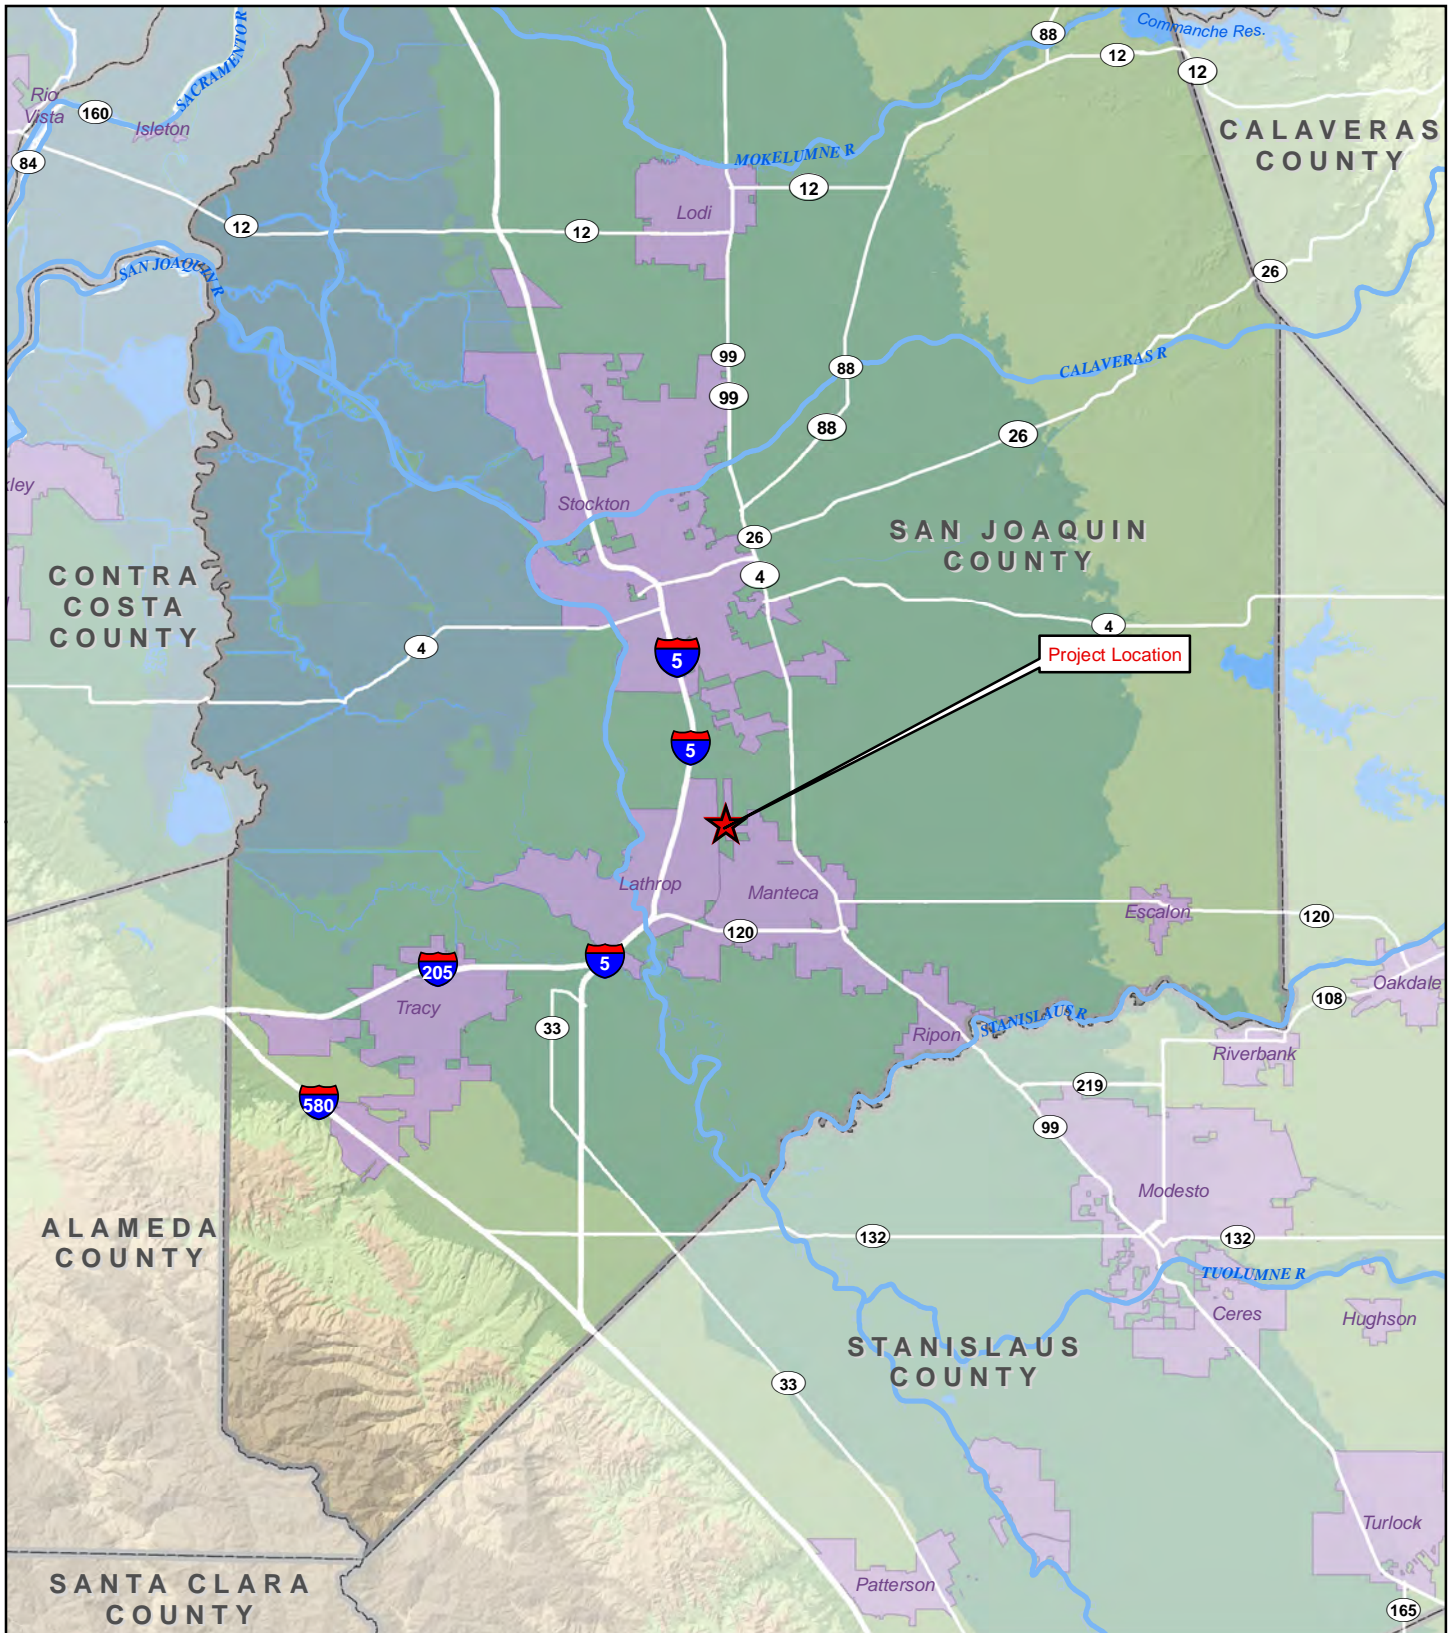 88
Commanche Res.
12
12
SACRAMENTO R
Rio
Vista
160
Isleton
84
CALAVERAS
COUNTY
MOKELUMNE R
12
Lodi
12
12
SAN JOAQUIN R
26
99
88
CALAVERAS R
99
88
26
kley
Stockton
SAN JOAQUIN
COUNTY
26
4
CONTRA
COSTA
COUNTY
4
4
5
Project Location
5
Lathrop
Manteca
Escalon
120
120
5
205
Tracy
Oakdale
108
33
STANISLAUS R
Ripon
Riverbank
219
580
99
Modesto
ALAMEDA
COUNTY
132
132
TUOLUMNE R
Ceres
Hughson
STANISLAUS
COUNTY
33
Turlock
SANTA CLARA
COUNTY
Patterson
165